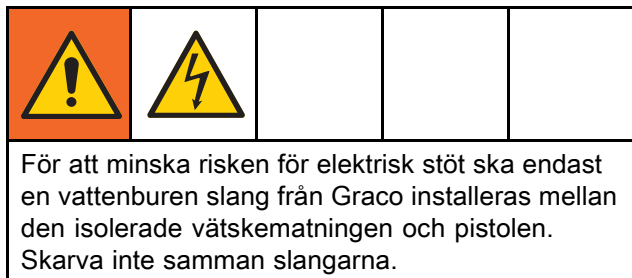 För att minska risken för elektrisk stöt ska endast
en vattenburen slang från Graco installeras mellan
den isolerade vätskematningen och pistolen.
Skarva inte samman slangarna.